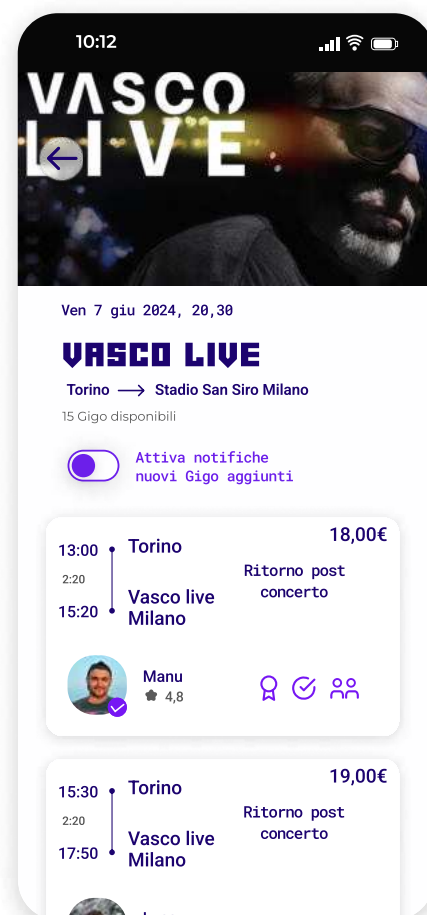 10:12
VASCO
LIVE
Ven 7 giu 2024, 20,30
VASCO LIVE
Torino Stadio San Siro Milano
15 Gigo disponibili
Attiva notifiche
nuovi Gigo aggiunti
18,00€
13:00 Torino
Ritorno post
2:20
concerto
15:20 Vasco live
Milano
Manu
4,8
19,00€
15:30 Torino
Ritorno post
2:20
concerto
17:50 Vasco live
Milano